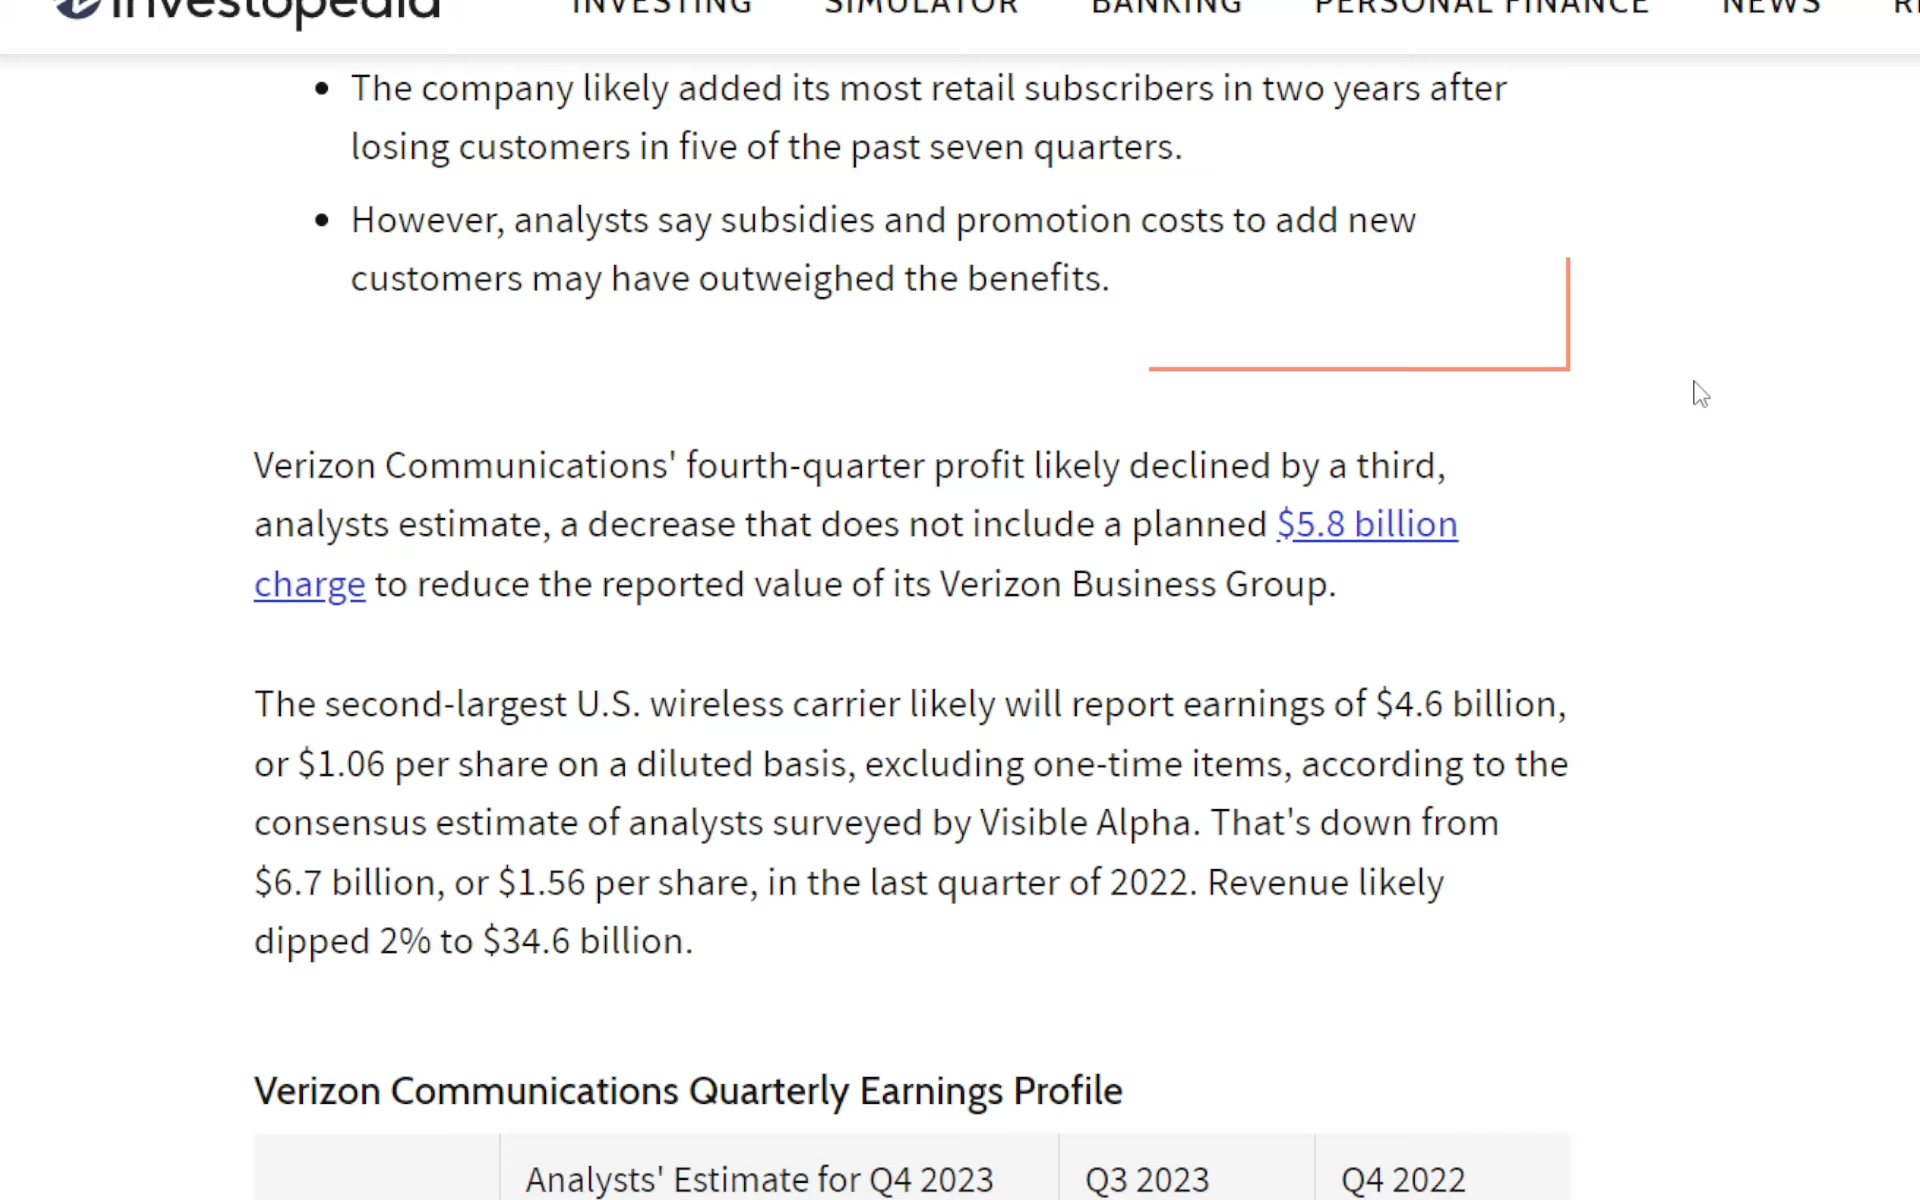 Investopedia INVESTING SIMULATOR BANKING PERSONAL FINANCE NEWS
• The company likely added its most retail subscribers in two years after
losing customers in five of the past seven quarters.
• However, analysts say subsidies and promotion costs to add new
customers may have outweighed the benefits.
Verizon Communications' fourth-quarter profit likely declined by a third,
analysts estimate, a decrease that does not include a planned $5.8 billion
charge to reduce the reported value of its Verizon Business Group.
The second-largest U.S. wireless carrier likely will report earnings of $4.6 billion,
or $1.06 per share on a diluted basis, excluding one-time items, according to the
consensus estimate of analysts surveyed by Visible Alpha. That's down from
$6.7 billion, or $1.56 per share, in the last quarter of 2022. Revenue likely
dipped 2% to $34.6 billion.
Verizon Communications Quarterly Earnings Profile
Analysts' Estimate for Q4 2023 Q3 2023 Q4 2022